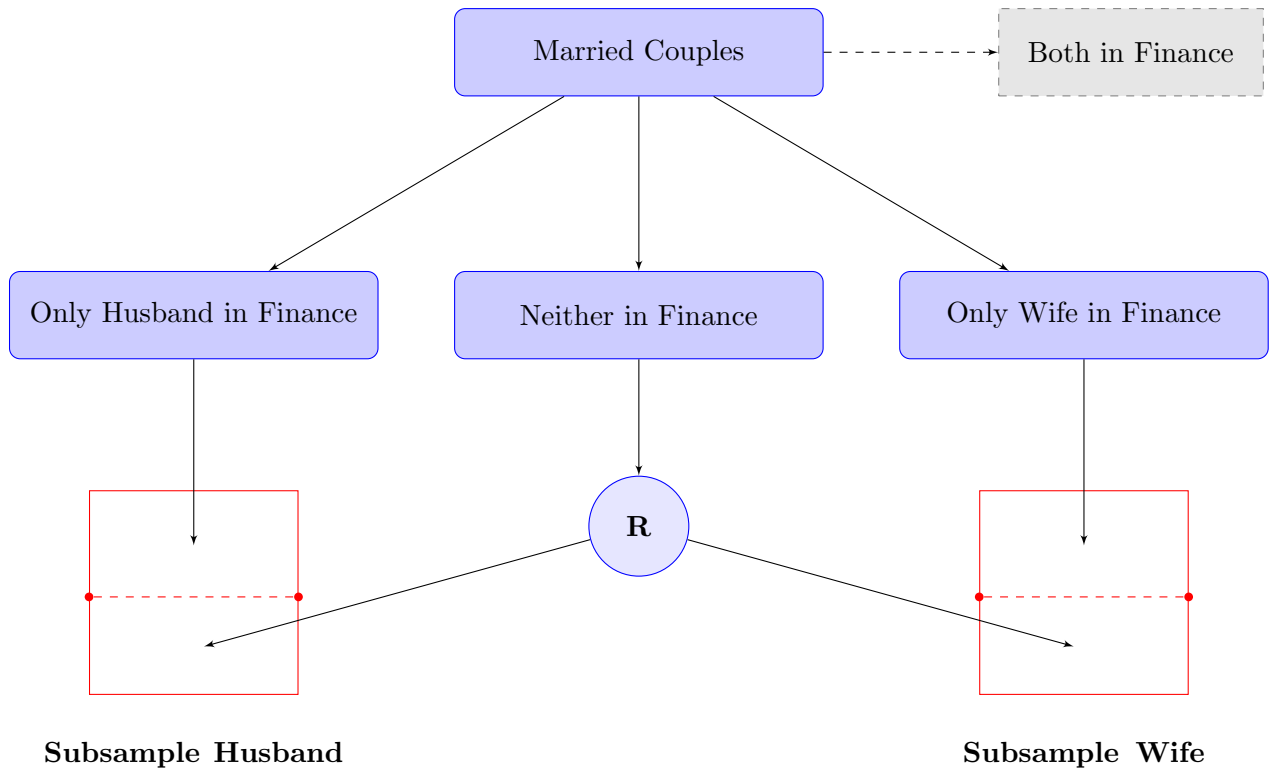 Married Couples
Both in Finance
Only Husband in Finance
Neither in Finance
Only Wife in Finance
R
Subsample Husband
Subsample Wife